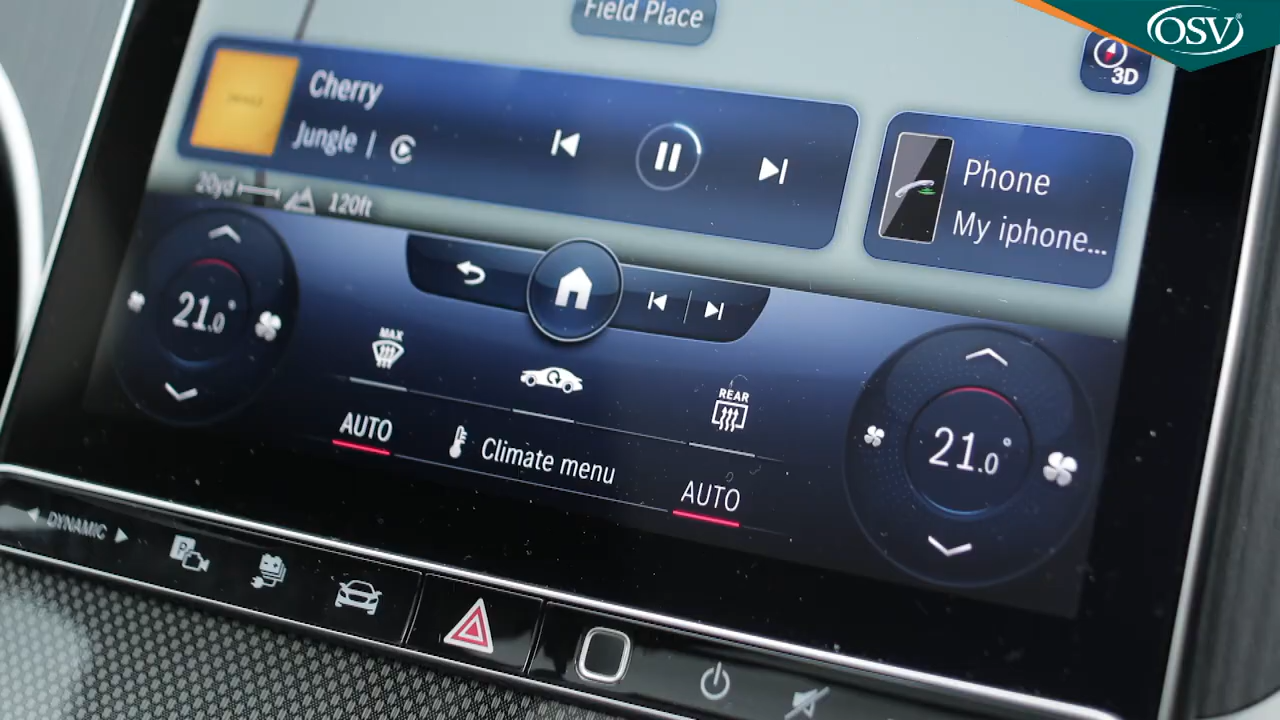 Field Place
OSV
3D
Cherry
Jungle |
Phone
My iphone...
20yd
120ft
21.0°
MAX
REAR
21.0°
AUTO
Climate menu
AUTO
DYNAMIC
P